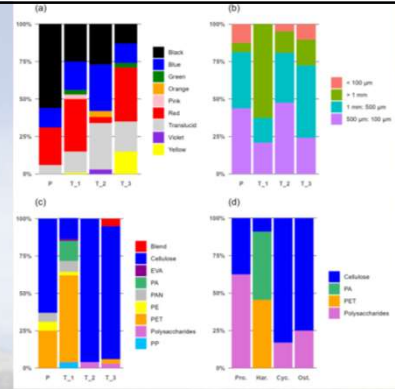 (a)
100%
75%
50%
25%
0%
P T_1 T_2 T_3
Black
Blue
Green
Orange
Pink
Red
Translucid
Violet
Yellow
(b)
100%
75%
50%
25%
0%
P T_1 T_2 T_3
< 100 µm
> 1 mm
1 mm: 500 µm
500 µm: 100 µm
(c)
100%
75%
50%
25%
0%
P T_1 T_2 T_3
Blend
Cellulose
EVA
PA
PAN
PE
PET
Polysaccharides
PP
(d)
100%
75%
50%
25%
0%
Pro. Har. Cyc. Ost.
Cellulose
PA
PET
Polysaccharides